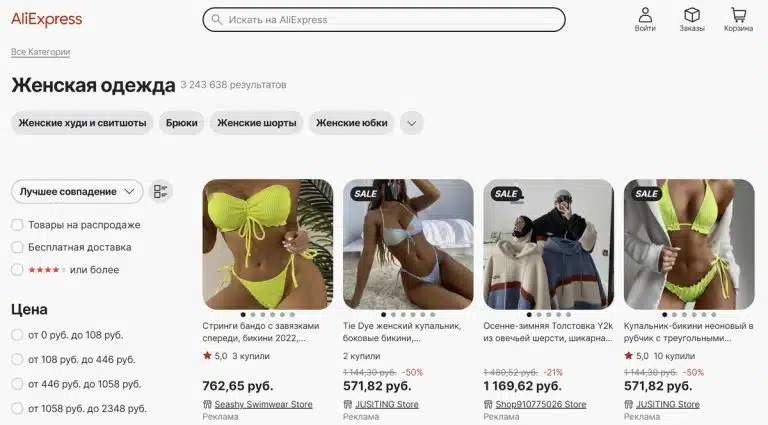 AliExpress
Искать на AliExpress
Войти
Заказы
Корзина
Все Категории
Женская одежда 3 243 638 результатов
Женские худи и свитшоты
Брюки
Женские шорты
Женские юбки
Лучшее совпадение
Товары на распродаже
Бесплатная доставка
или более
Цена
от 0 руб. до 108 руб.
от 108 руб. до 446 руб.
от 446 руб. до 1058 руб.
от 1058 руб. до 2348 руб.
Стринги бандо с завязками
спереди, бикини 2022,...
5,0 3 купили
762,65 руб.
Seashy Swimwear Store
Реклама
SALE
Tie Dye женский купальник,
боковые бикини,...
2 купили
1 144,30 руб. -50%
571,82 руб.
JUSITING Store
Реклама
SALE
Осенне-зимняя Толстовка Y2k
из овечьей шерсти, шикарна...
1 480,52 руб. -21%
1 169,62 руб.
Shop910775026 Store
Реклама
SALE
Купальник-бикини неоновый в
рубчик с треугольными...
5,0 10 купили
1 144,30 руб. -50%
571,82 руб.
JUSITING Store
Реклама